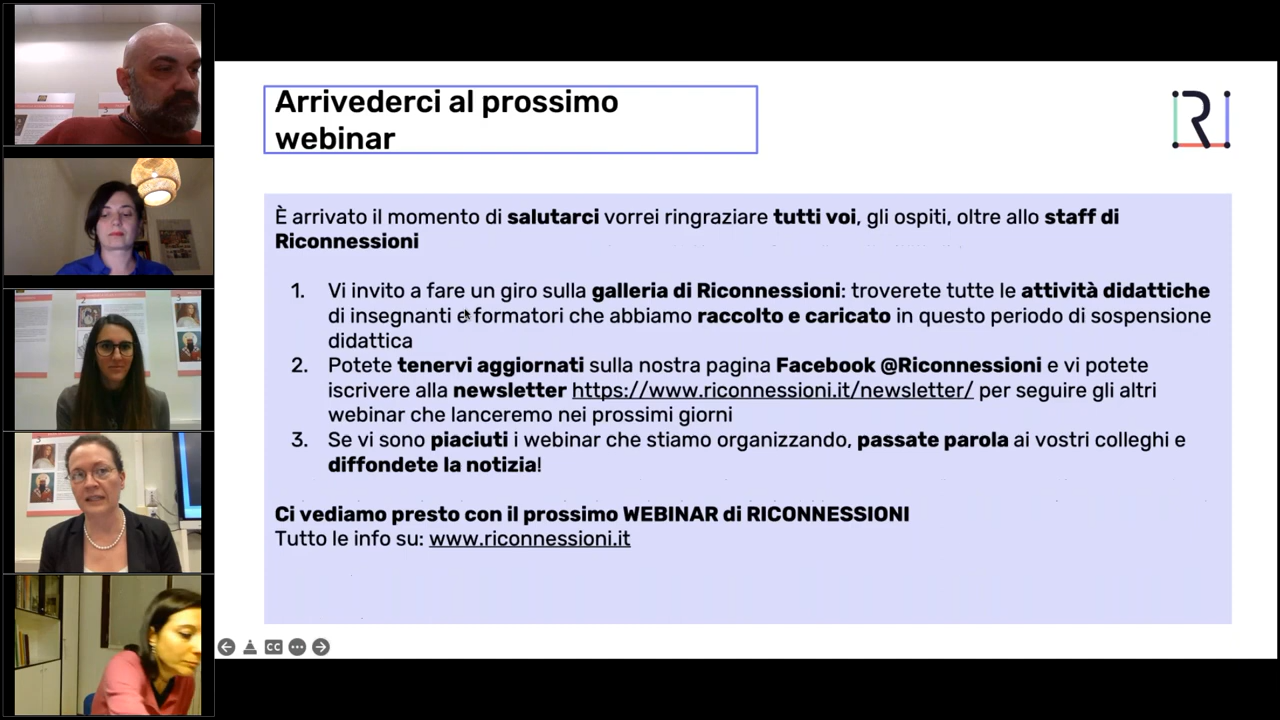 Arrivederci al prossimo
webinar
È arrivato il momento di salutarci vorrei ringraziare tutti voi, gli ospiti, oltre allo staff di
Riconnessioni
1. Vi invito a fare un giro sulla galleria di Riconnessioni: troverete tutte le attività didattiche
di insegnanti e formatori che abbiamo raccolto e caricato in questo periodo di sospensione
didattica
2. Potete tenervi aggiornati sulla nostra pagina Facebook @Riconnessioni e vi potete
iscrivere alla newsletter https://www.riconnessioni.it/newsletter/ per seguire gli altri
webinar che lanceremo nei prossimi giorni
3. Se vi sono piaciuti i webinar che stiamo organizzando, passate parola ai vostri colleghi e
diffondete la notizia!
Ci vediamo presto con il prossimo WEBINAR di RICONNESSIONI
Tutto le info su: www.riconnessioni.it
R
CC